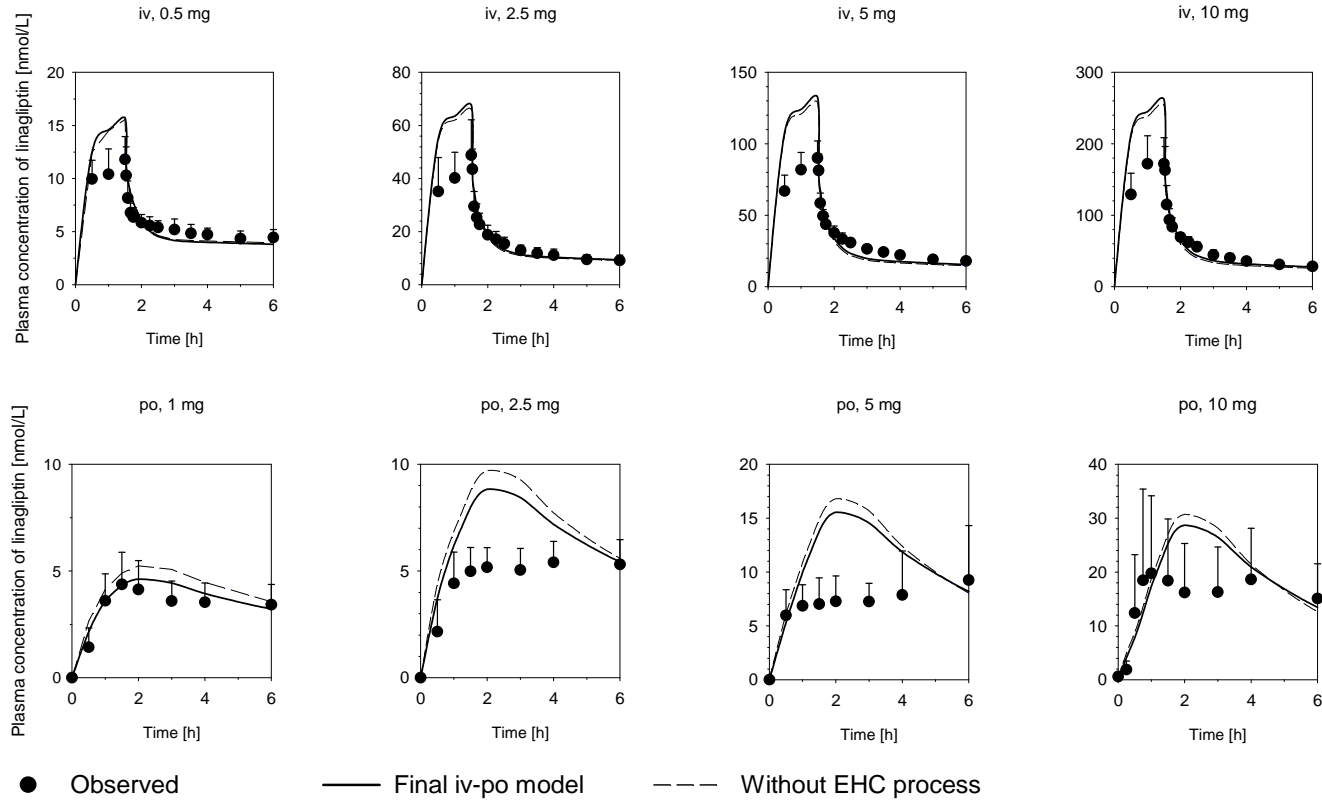 iv, 0.5 mg
iv, 2.5 mg
iv, 5 mg
iv, 10 mg
Plasma concentration of linagliptin [nmol/L]
20
15
10
5
0
0 2 4 6
Time [h]
80
60
40
20
0
0 2 4 6
Time [h]
150
100
50
0
0 2 4 6
Time [h]
300
200
100
0
0 2 4 6
Time [h]
po, 1 mg
po, 2.5 mg
po, 5 mg
po, 10 mg
Plasma concentration of linagliptin [nmol/L]
10
5
0
0 2 4 6
Time [h]
10
5
0
0 2 4 6
Time [h]
20
15
10
5
0
0 2 4 6
Time [h]
40
30
20
10
0
0 2 4 6
Time [h]
Observed
Final iv-po model
Without EHC process